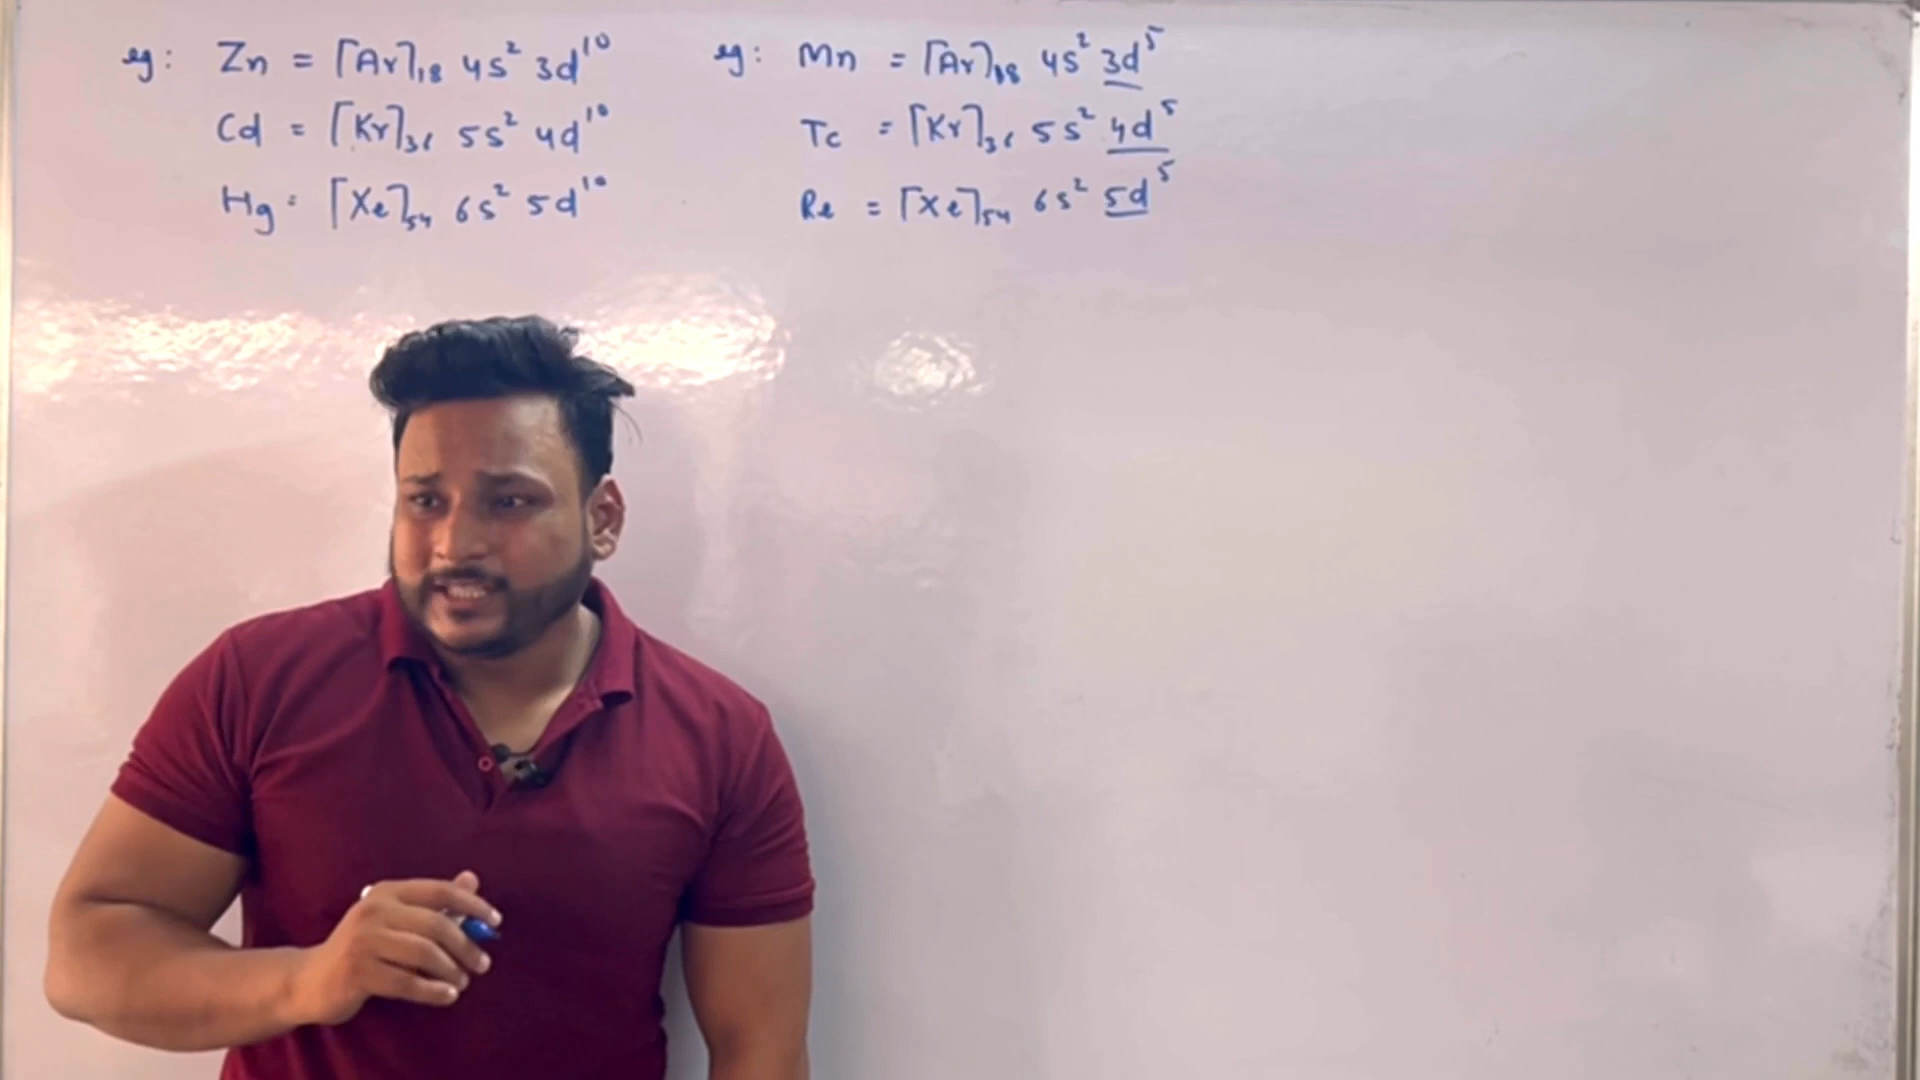 eg: Zn = [Ar]₁₈ 4s² 3d¹⁰
Cd = [Kr]₃₆ 5s² 4d¹⁰
Hg = [Xe]₅₄ 6s² 5d¹⁰
eg: Mn = [Ar]₁₈ 4s² 3d⁵
Tc = [Kr]₃₆ 5s² 4d⁵
Re = [Xe]₅₄ 6s² 5d⁵